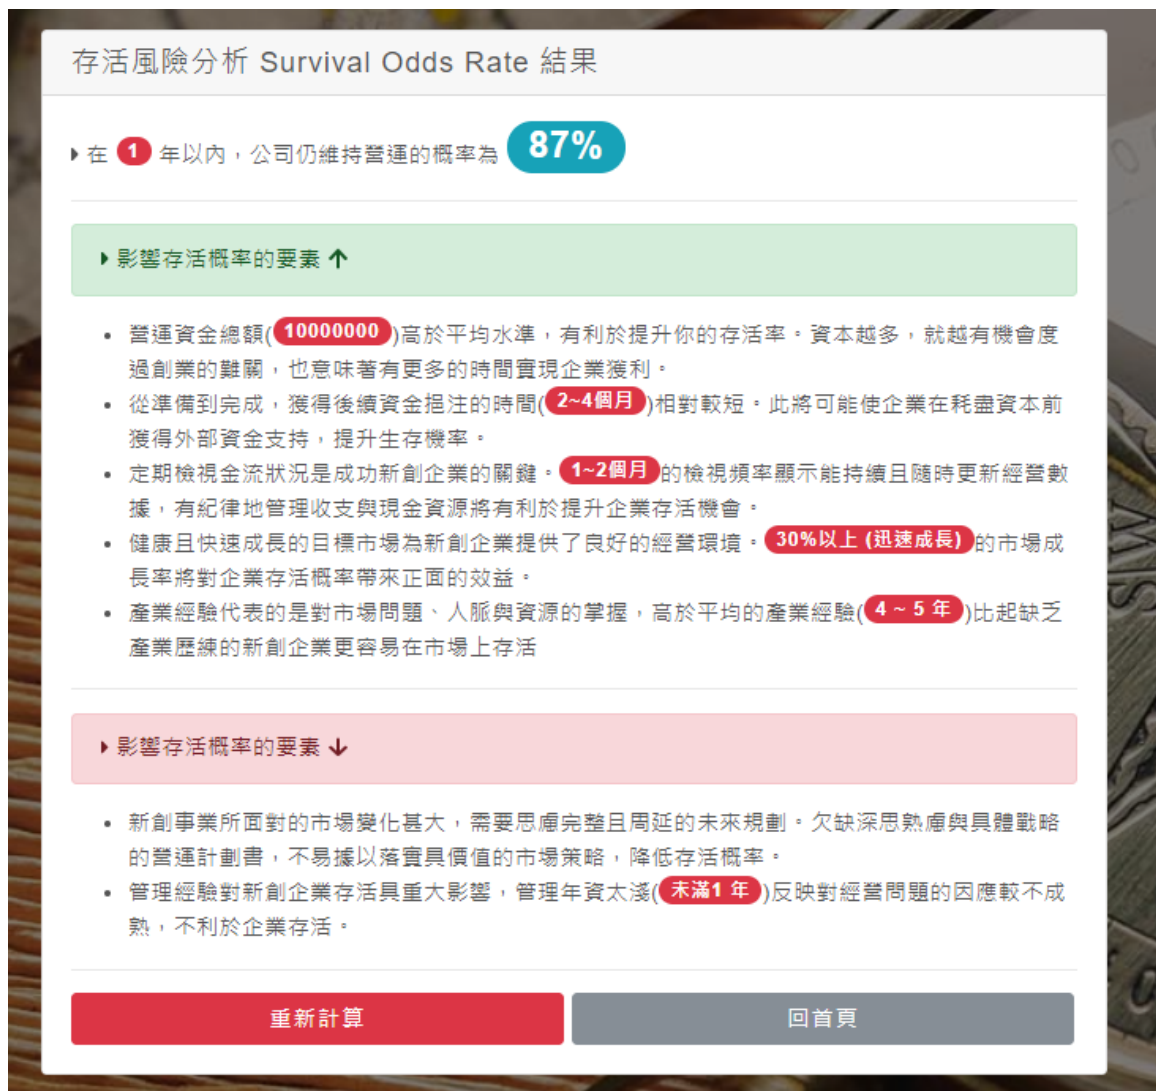 存活風險分析 Survival Odds Rate 結果
在 1 年以內，公司仍維持營運的概率為 87%
影響存活概率的要素
營運資金總額(10000000)高於平均水準，有利於提升你的存活率。資本越多，就越有機會度
過創業的難關，也意味著有更多的時間實現企業獲利。
從準備到完成，獲得後續資金挹注的時間(2~4個月)相對較短。此將可能使企業在耗盡資本前
獲得外部資金支持，提升生存機率。
定期檢視金流狀況是成功新創企業的關鍵。1~2個月的檢視頻率顯示能持續且隨時更新經營數
據，有紀律地管理收支與現金資源將有利於提升企業存活機會。
健康且快速成長的目標市場為新創企業提供了良好的經營環境。30%以上 (迅速成長)的市場成
長率將對企業存活概率帶來正面的效益。
產業經驗代表的是對市場問題、人脈與資源的掌握，高於平均的產業經驗(4 ~ 5 年)比起缺乏
產業歷練的新創企業更容易在市場上存活
影響存活概率的要素
新創事業所面對的市場變化甚大，需要思慮完整且周延的未來規劃。欠缺深思熟慮與具體戰略
的營運計劃書，不易據以落實具價值的市場策略，降低存活概率。
管理經驗對新創企業存活具重大影響，管理年資太淺(未滿1 年)反映對經營問題的因應較不成
熟，不利於企業存活。
重新計算
回首頁